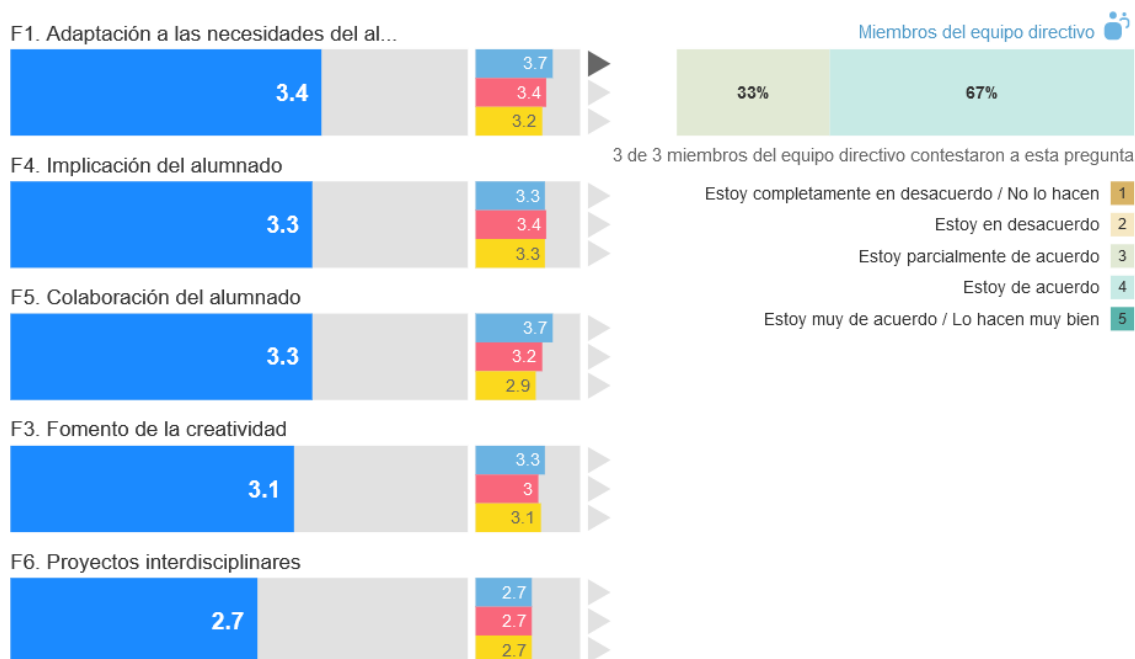 F1. Adaptación a las necesidades del al...
3.4
3.7
3.4
3.2
F4. Implicación del alumnado
3.3
3.3
3.4
3.3
F5. Colaboración del alumnado
3.3
3.7
3.2
2.9
F3. Fomento de la creatividad
3.1
3.3
3
3.1
F6. Proyectos interdisciplinares
2.7
2.7
2.7
2.7
Miembros del equipo directivo
33% 67%
3 de 3 miembros del equipo directivo contestaron a esta pregunta
Estoy completamente en desacuerdo / No lo hacen 1
Estoy en desacuerdo 2
Estoy parcialmente de acuerdo 3
Estoy de acuerdo 4
Estoy muy de acuerdo / Lo hacen muy bien 5